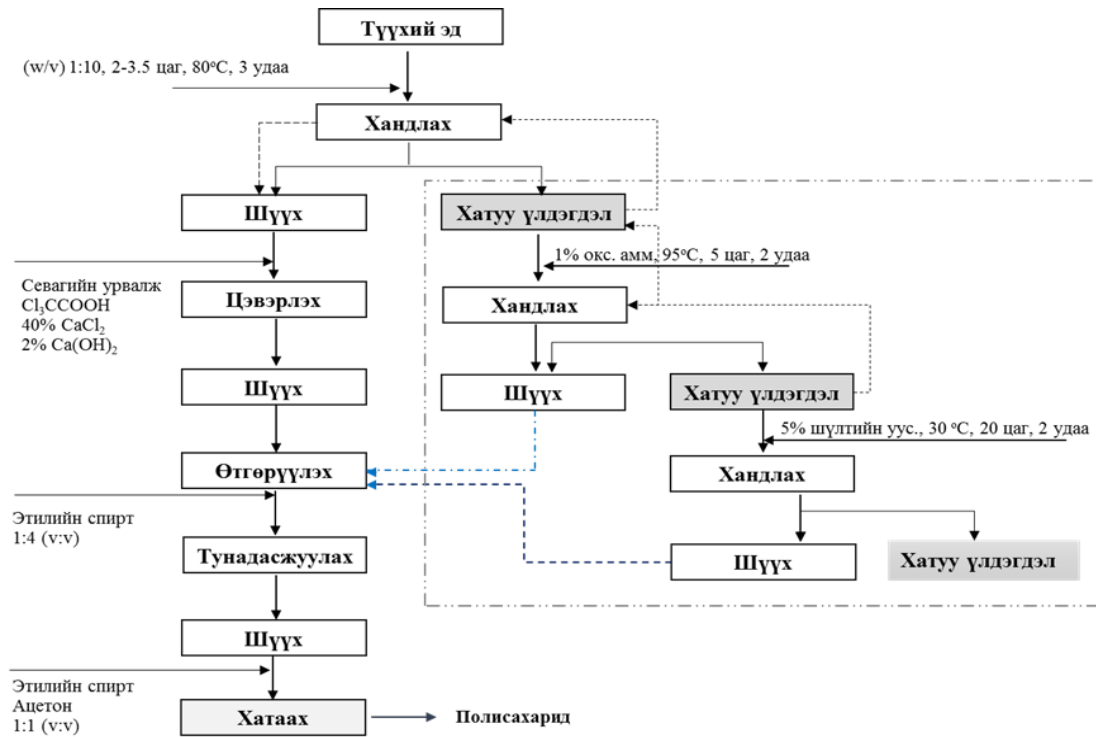 Түүхий эд
(w/v) 1:10, 2-3.5 цаг, 80°C, 3 удаа
Хандлах
Шүүх
Хатуу үлдэгдэл
1% окс. амм, 95°C, 5 цаг, 2 удаа
Севагийн урвалж
Cl₃CCOOH
40% CaCl₂
2% Ca(OH)₂
Цэвэрлэх
Хандлах
Шүүх
Шүүх
Хатуу үлдэгдэл
5% шүлтийн уус., 30 °C, 20 цаг, 2 удаа
Өтгөрүүлэх
Хандлах
Этилийн спирт
1:4 (v:v)
Тунадасжуулах
Шүүх
Хатуу үлдэгдэл
Шүүх
Этилийн спирт
Ацетон
1:1 (v:v)
Хатаах
Полисахарид